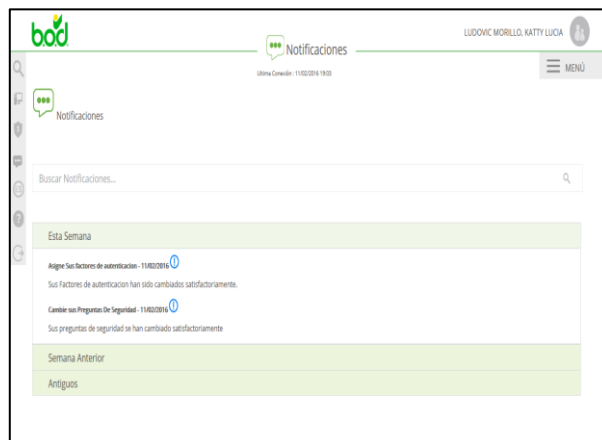 b.o.d.
LUDOVIC MORILLO, KATTY LUCIA
Notificaciones
Ultima Conexión : 11/02/2016 19:03
MENÚ
Notificaciones
Buscar Notificaciones...
Esta Semana
Asigne Sus factores de autenticacion - 11/02/2016
Sus Factores de autenticacion han sido cambiados satisfactoriamente.
Cambie sus Preguntas De Seguridad - 11/02/2016
Sus preguntas de seguridad se han cambiado satisfactoriamente
Semana Anterior
Antiguos